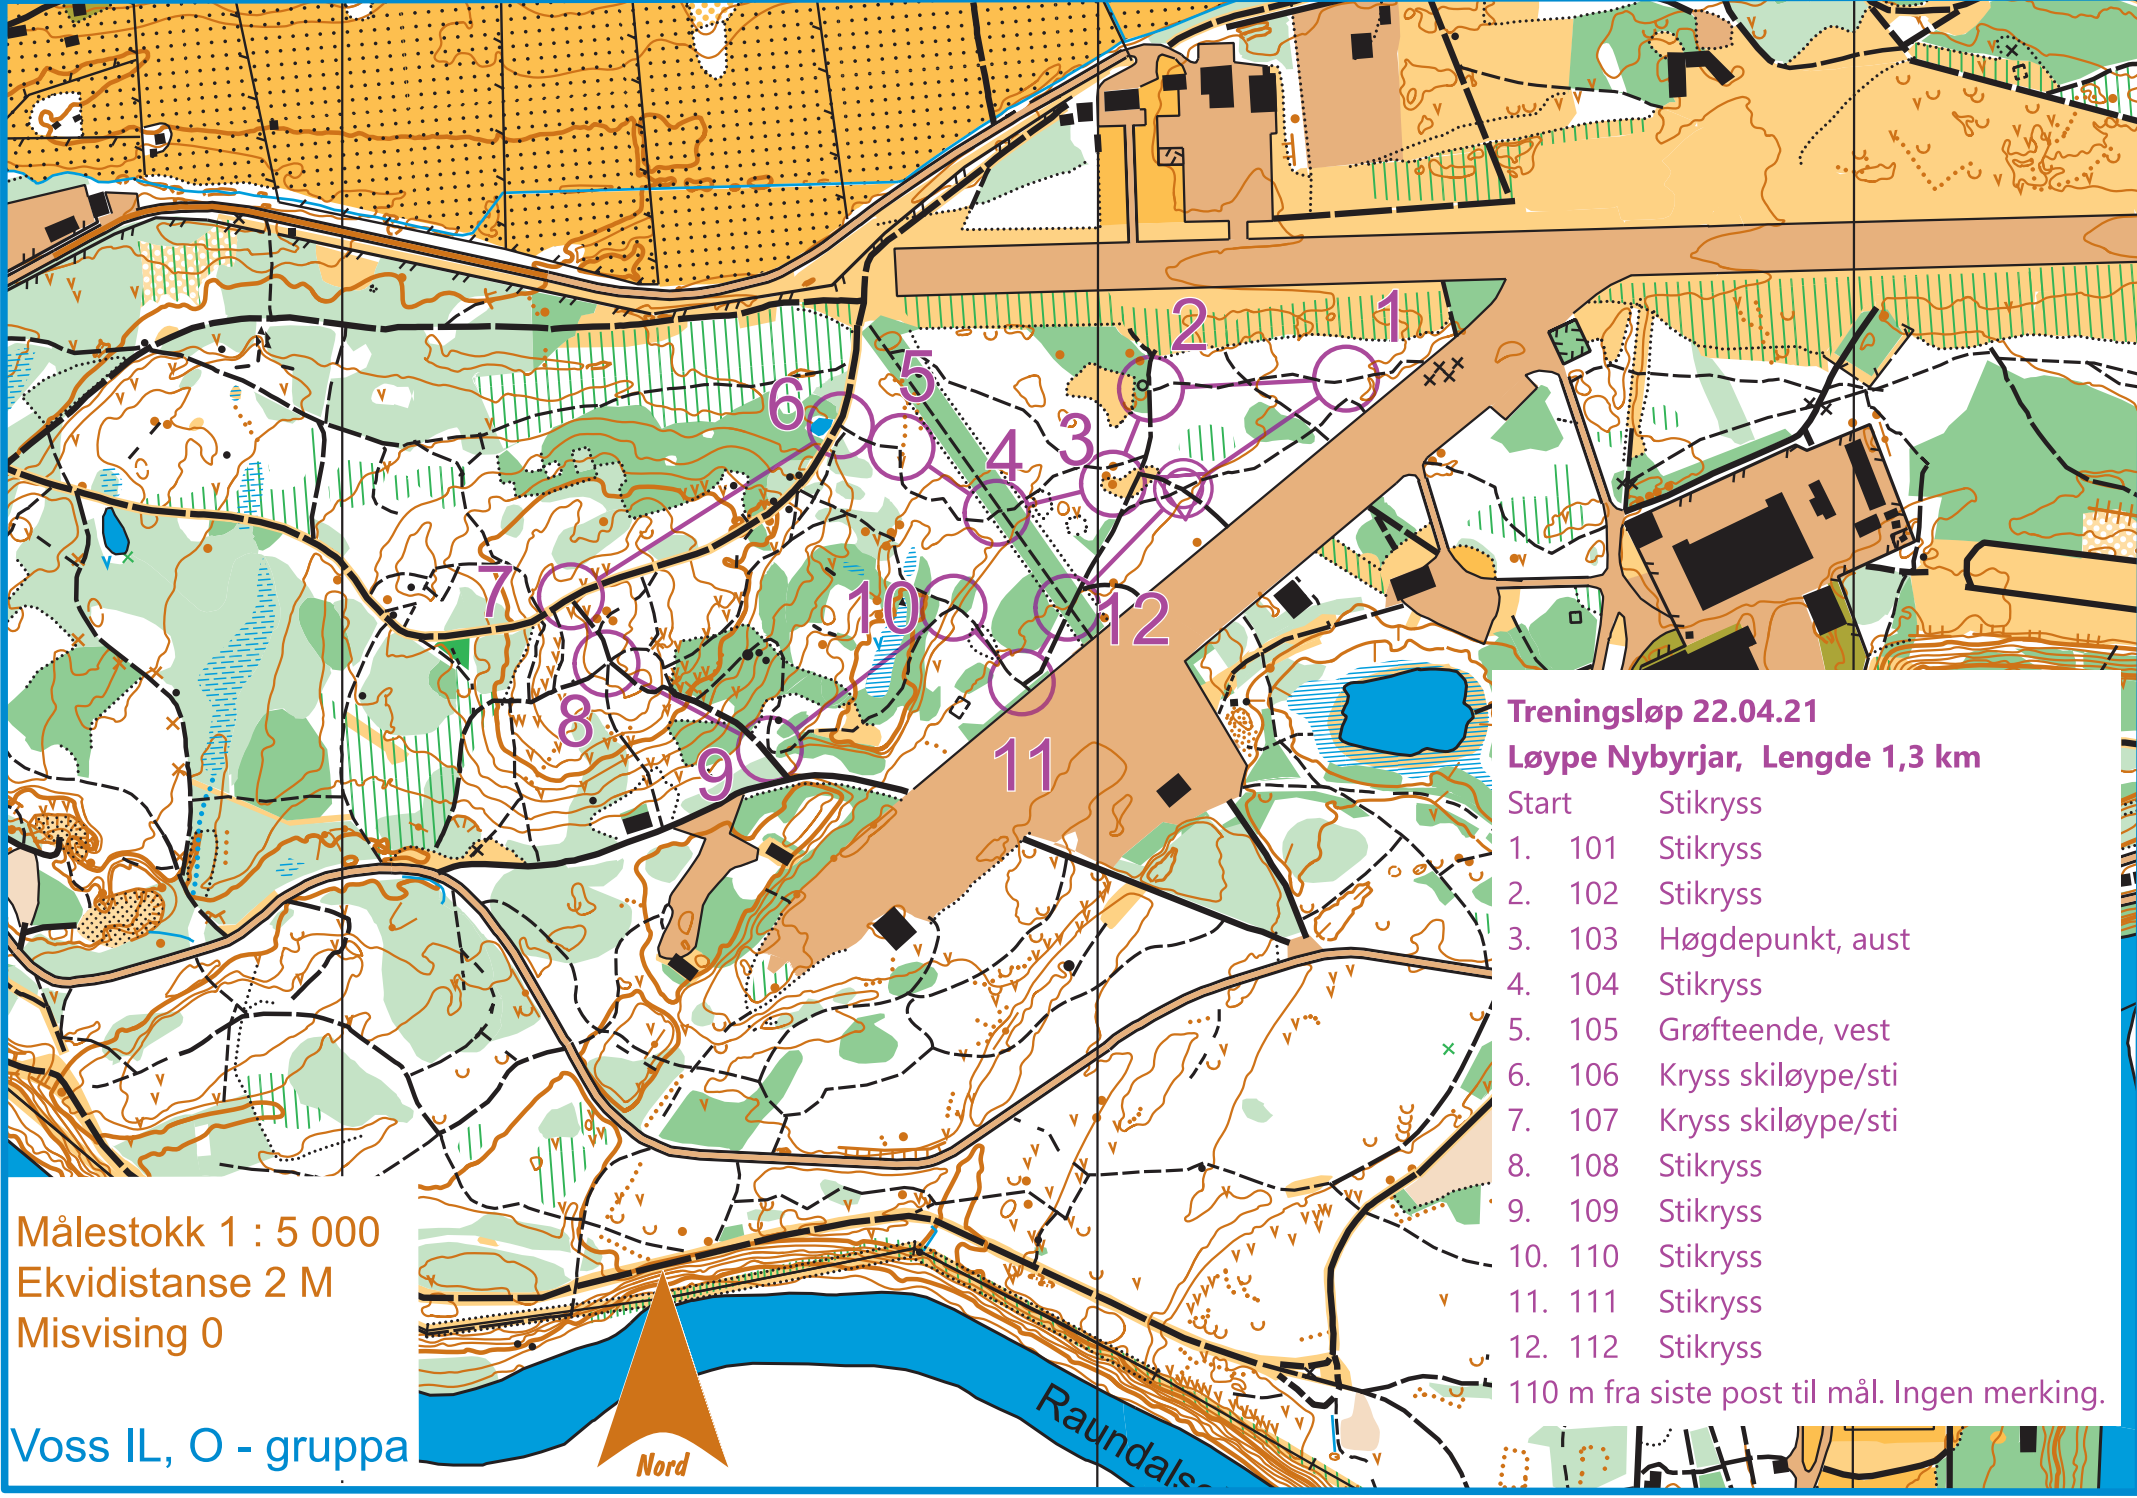 1
2
3
4
5
6
7
8
9
10
11
12
Treningsløp 22.04.21
Løype Nybyrjar, Lengde 1,3 km
Start Stikryss
1. 101 Stikryss
2. 102 Stikryss
3. 103 Høgdepunkt, aust
4. 104 Stikryss
5. 105 Grøfteende, vest
6. 106 Kryss skiløype/sti
7. 107 Kryss skiløype/sti
8. 108 Stikryss
9. 109 Stikryss
10. 110 Stikryss
11. 111 Stikryss
12. 112 Stikryss
110 m fra siste post til mål. Ingen merking.
Målestokk 1 : 5 000
Ekvidistanse 2 M
Misvising 0
Voss IL, O - gruppa
Nord
Raundals